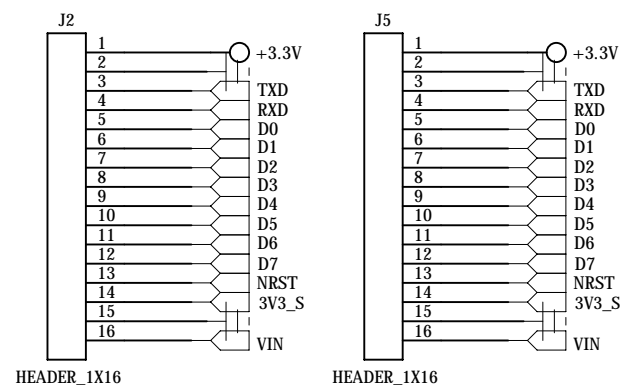 J2
1 +3.3V
2
3 TXD
4 RXD
5 D0
6 D1
7 D2
8 D3
9 D4
10 D5
11 D6
12 D7
13 NRST
14 3V3_S
15
16 VIN
HEADER_1X16
J5
1 +3.3V
2
3 TXD
4 RXD
5 D0
6 D1
7 D2
8 D3
9 D4
10 D5
11 D6
12 D7
13 NRST
14 3V3_S
15
16 VIN
HEADER_1X16